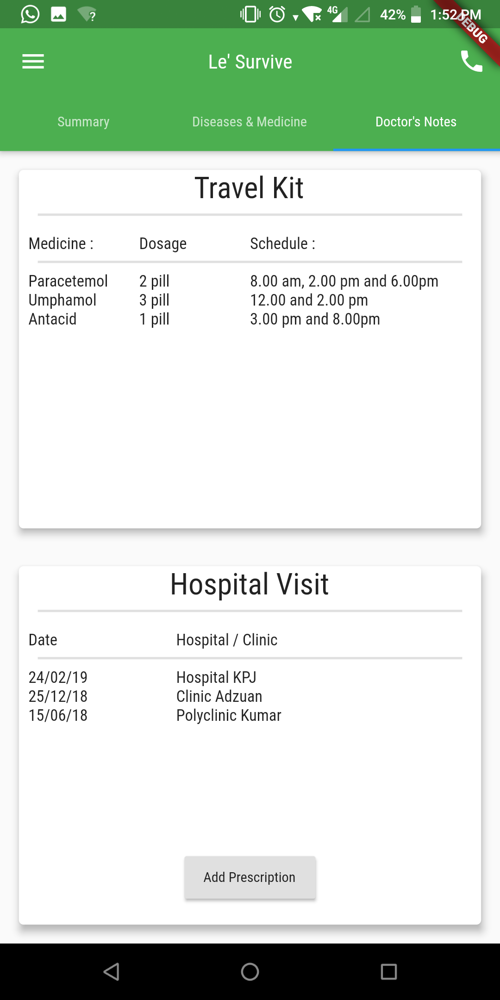 4G 42% 1:52 PM
DEBUG
Le' Survive
Summary Diseases & Medicine Doctor's Notes
Travel Kit
Medicine : Dosage Schedule :
Paracetemol 2 pill 8.00 am, 2.00 pm and 6.00pm
Umphamol 3 pill 12.00 and 2.00 pm
Antacid 1 pill 3.00 pm and 8.00pm
Hospital Visit
Date Hospital / Clinic
24/02/19 Hospital KPJ
25/12/18 Clinic Adzuan
15/06/18 Polyclinic Kumar
Add Prescription